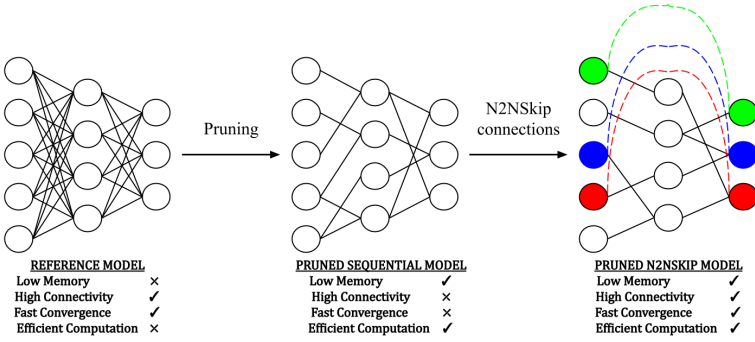 Pruning
N2NSkip
connections
REFERENCE MODEL
Low Memory ×
High Connectivity ✓
Fast Convergence ✓
Efficient Computation ×
PRUNED SEQUENTIAL MODEL
Low Memory ✓
High Connectivity ×
Fast Convergence ×
Efficient Computation ✓
PRUNED N2NSKIP MODEL
Low Memory ✓
High Connectivity ✓
Fast Convergence ✓
Efficient Computation ✓